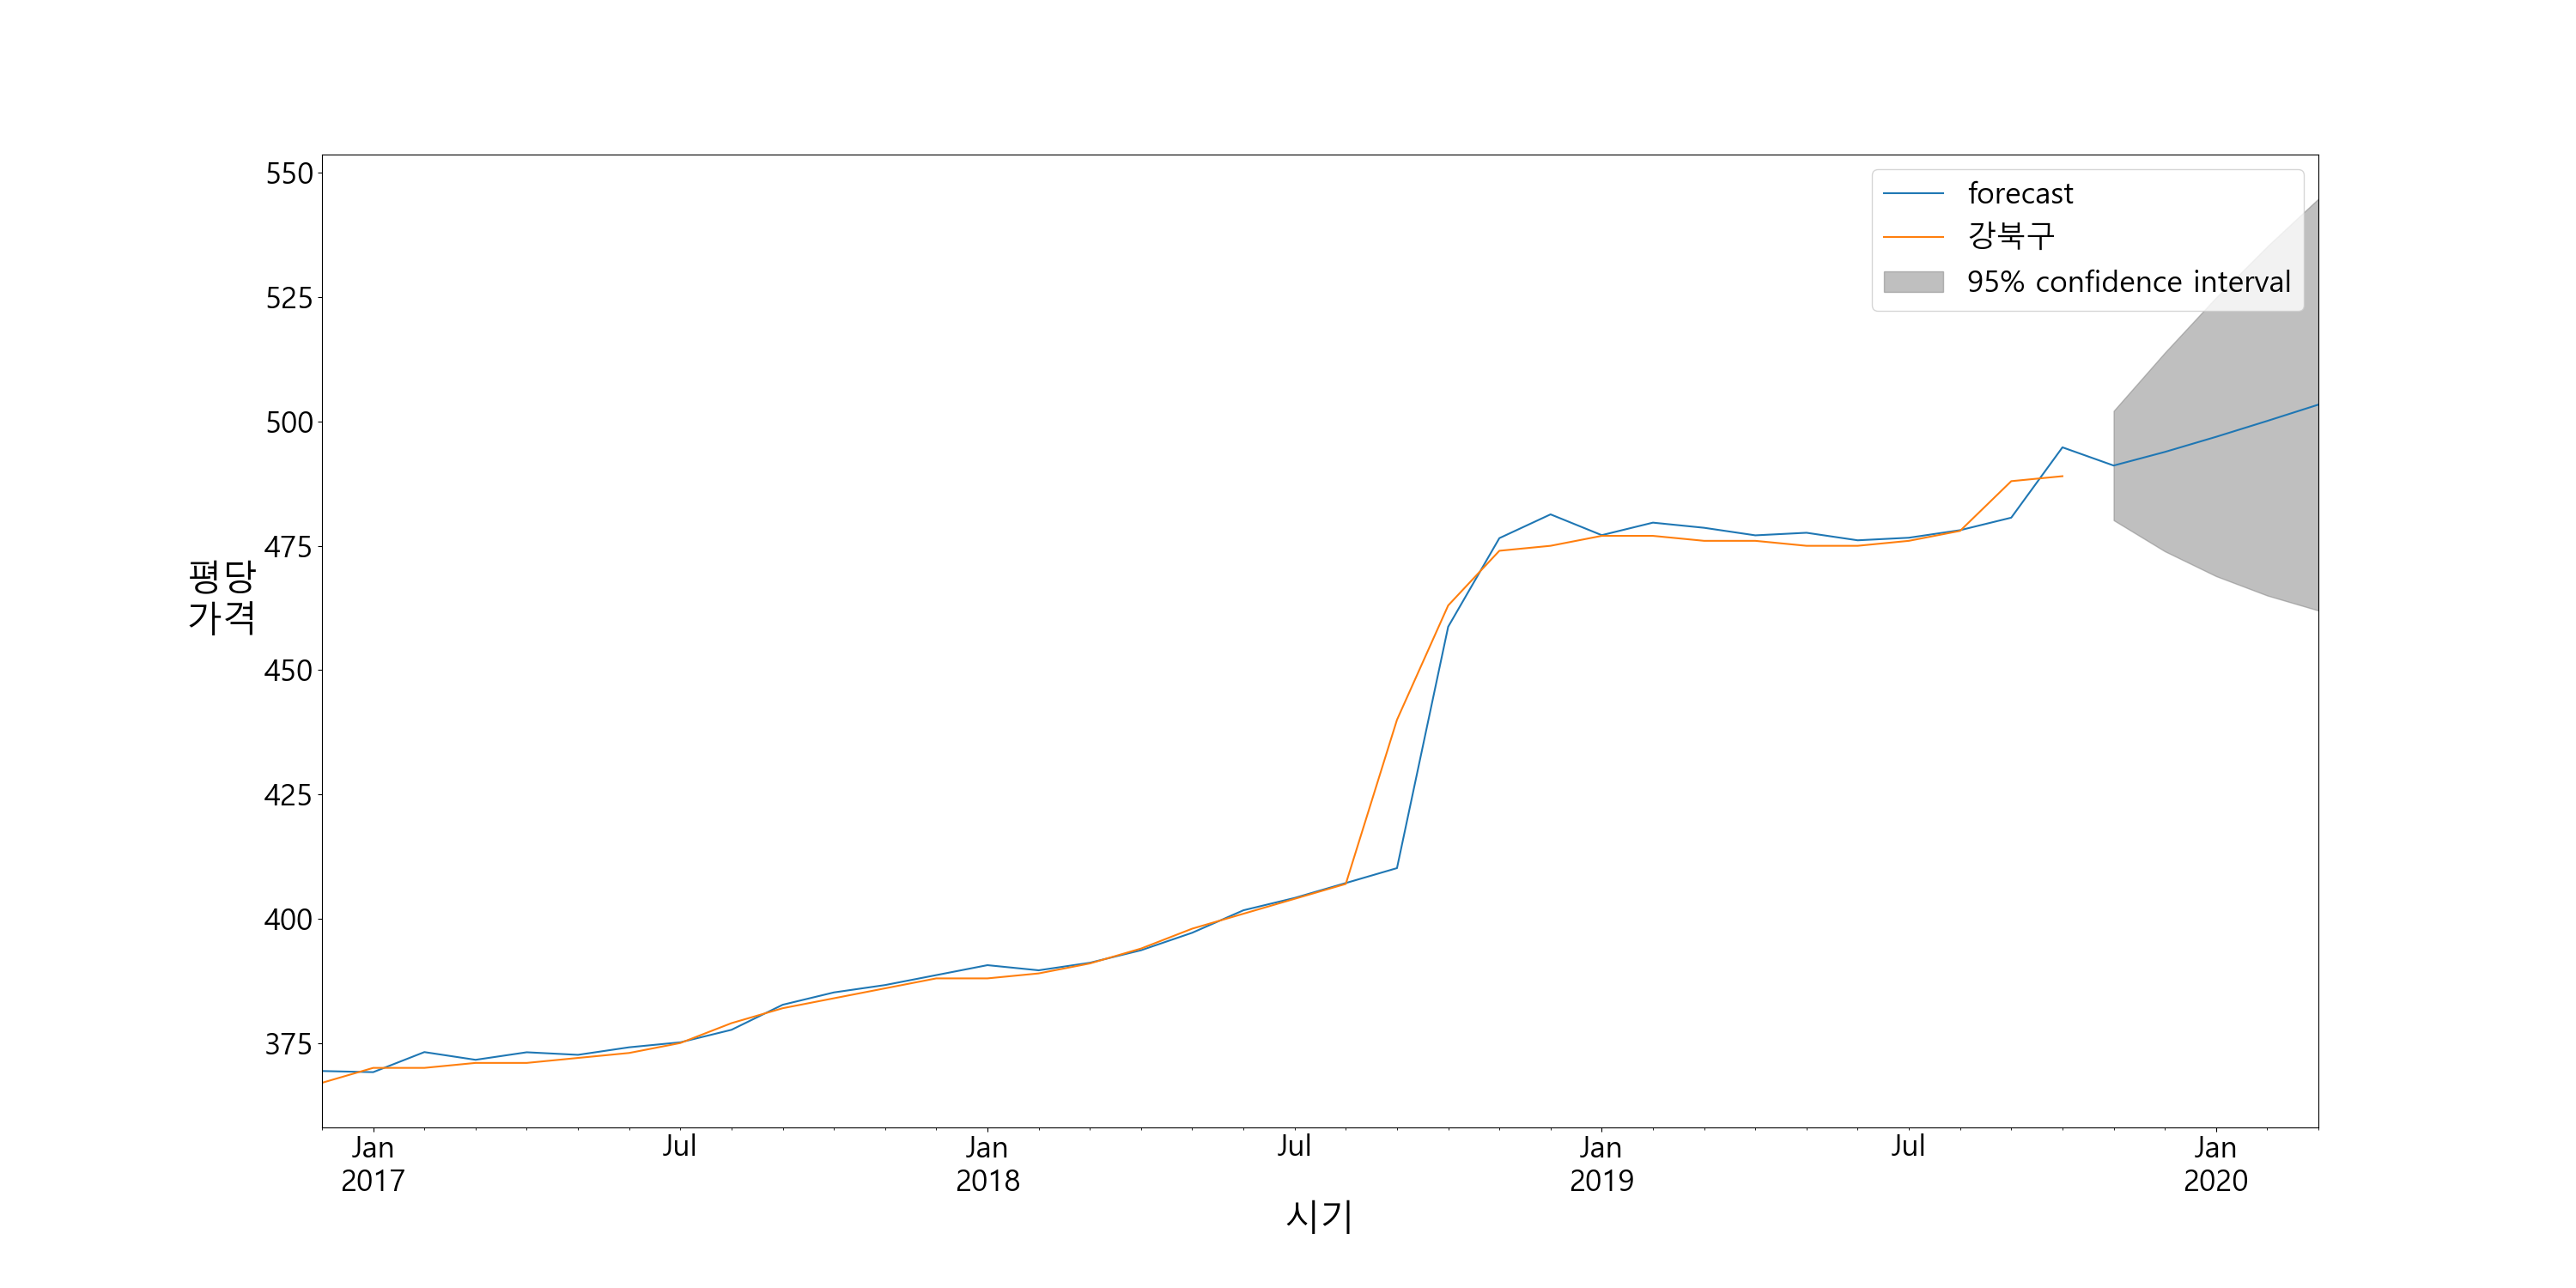 550
525
500
475
450
425
400
375
평당
가격
forecast
강북구
95% confidence interval
Jan
2017
Jul
Jan
2018
Jul
Jan
2019
Jul
Jan
2020
시기